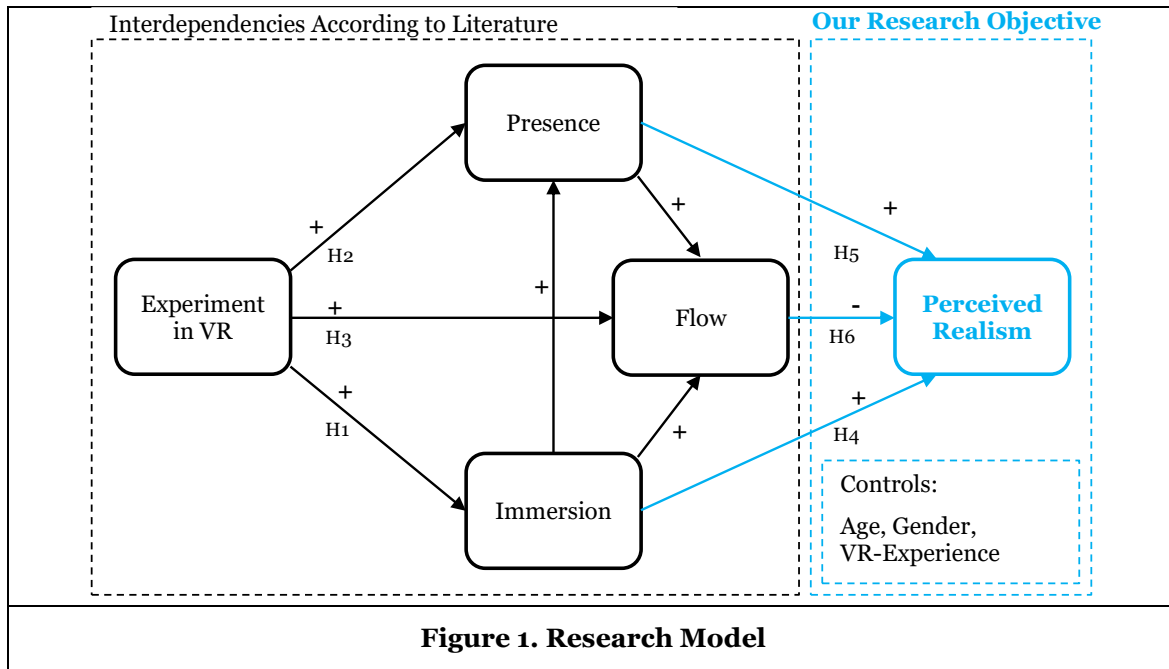 Interdependencies According to Literature
Our Research Objective
Presence
+
+
+
H2
H5
+
Experiment
in VR
+
H3
Flow
-
H6
Perceived
Realism
+
H1
+
+
H4
Immersion
Controls:
Age, Gender,
VR-Experience
Figure 1. Research Model